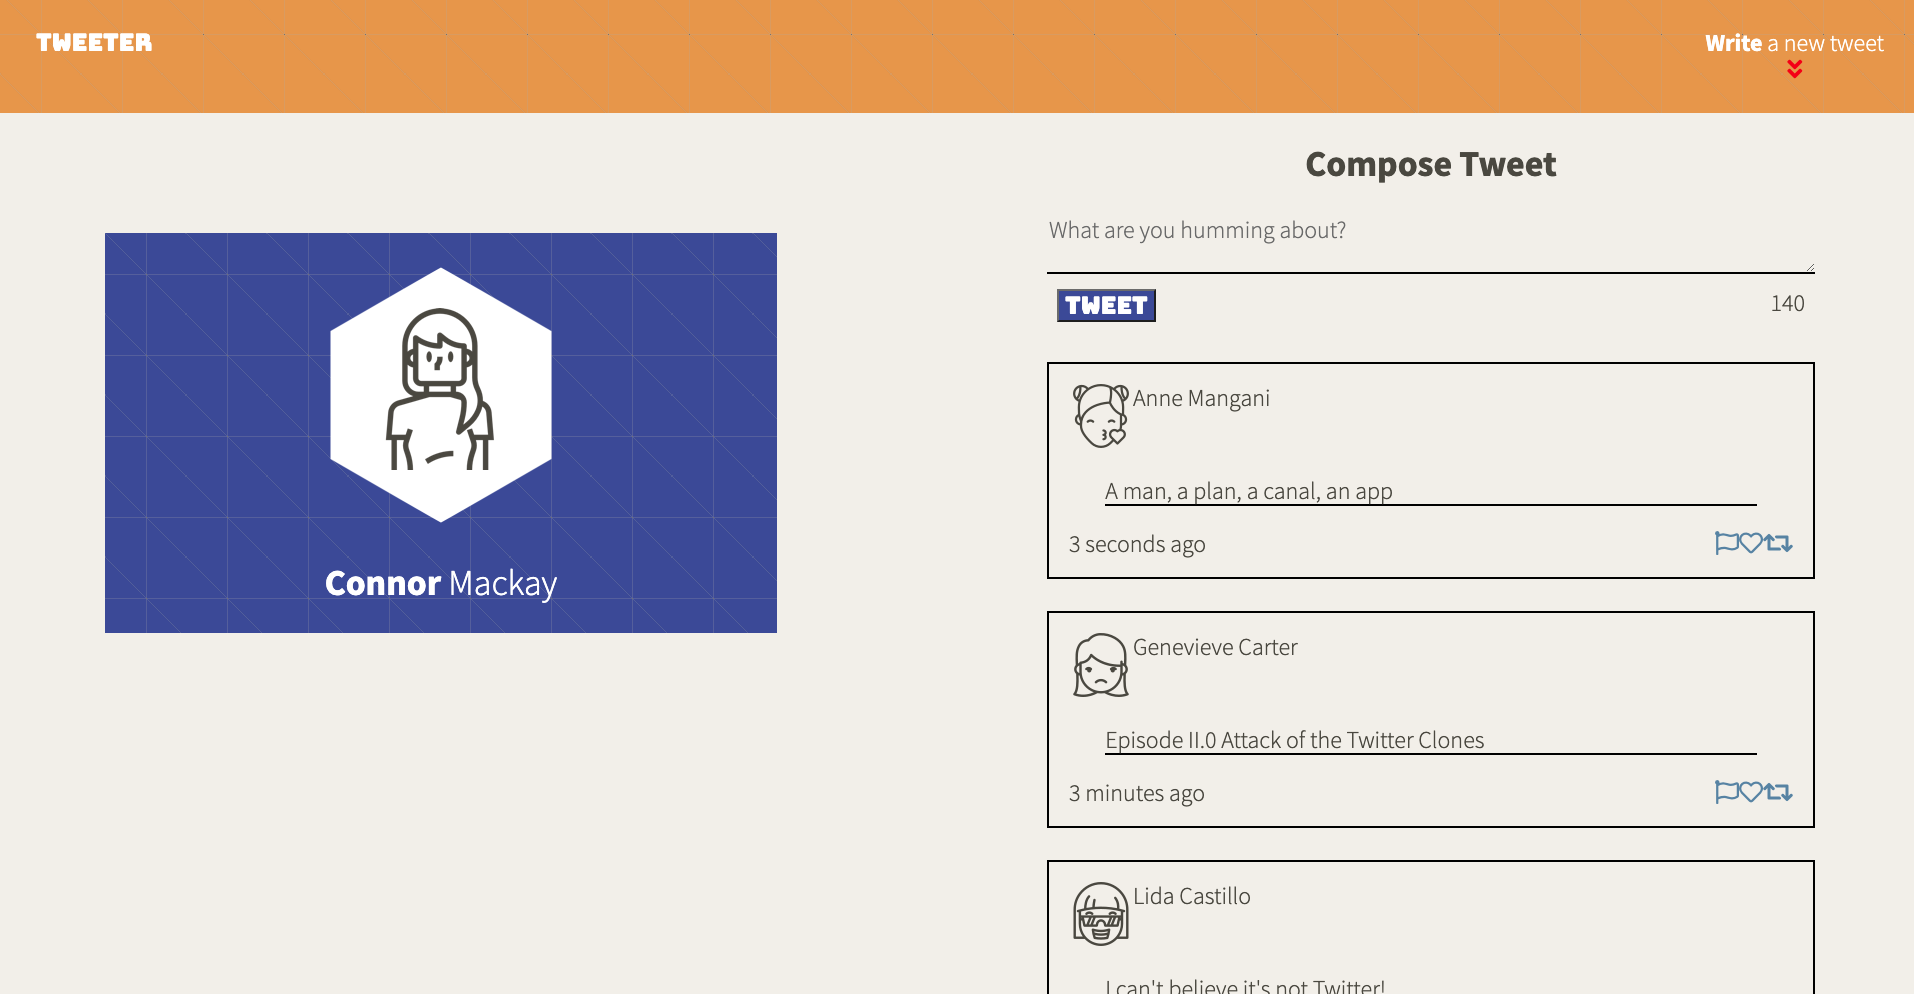 TWEETER
Write a new tweet
Connor Mackay
Compose Tweet
What are you humming about?
TWEET
140
Anne Mangani
A man, a plan, a canal, an app
3 seconds ago
Genevieve Carter
Episode II.0 Attack of the Twitter Clones
3 minutes ago
Lida Castillo
I can't believe it's not Twitter!